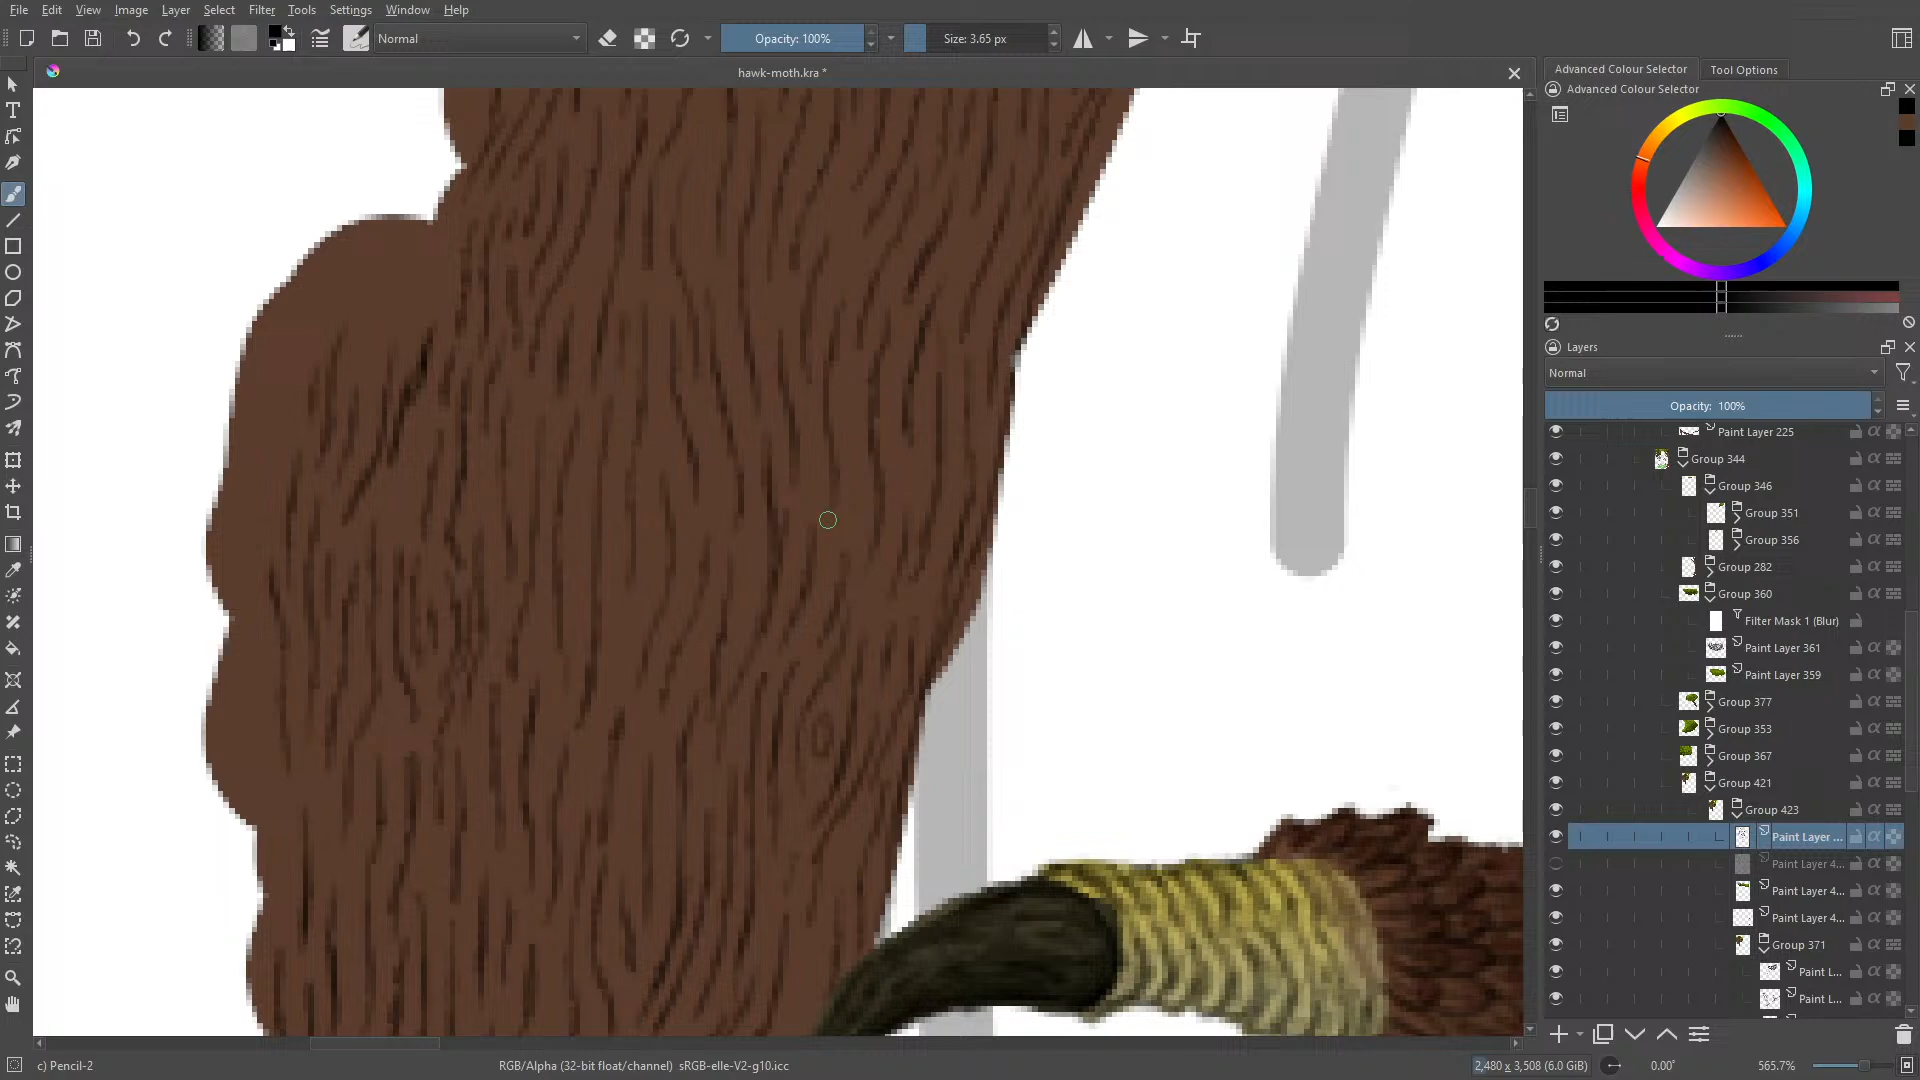 File Edit View Image Layer Select Filter Tools Settings Window Help
Normal Opacity: 100% Size: 3.65 px
hawk-moth.kra *
Advanced Colour Selector Tool Options
Advanced Colour Selector
Layers
Normal
Opacity: 100%
Paint Layer 225
Group 344
Group 346
Group 351
Group 356
Group 282
Group 360
Filter Mask 1 (Blur)
Paint Layer 361
Paint Layer 359
Group 377
Group 353
Group 367
Group 421
Group 423
Paint Layer ...
Paint Layer 4...
Paint Layer 4...
Paint Layer 4...
Group 371
Paint L...
Paint L...
c) Pencil-2 RGB/Alpha (32-bit float/channel) sRGB-elle-V2-g10.icc 2,480 x 3,508 (6.0 GiB) 0.00° 565.7%